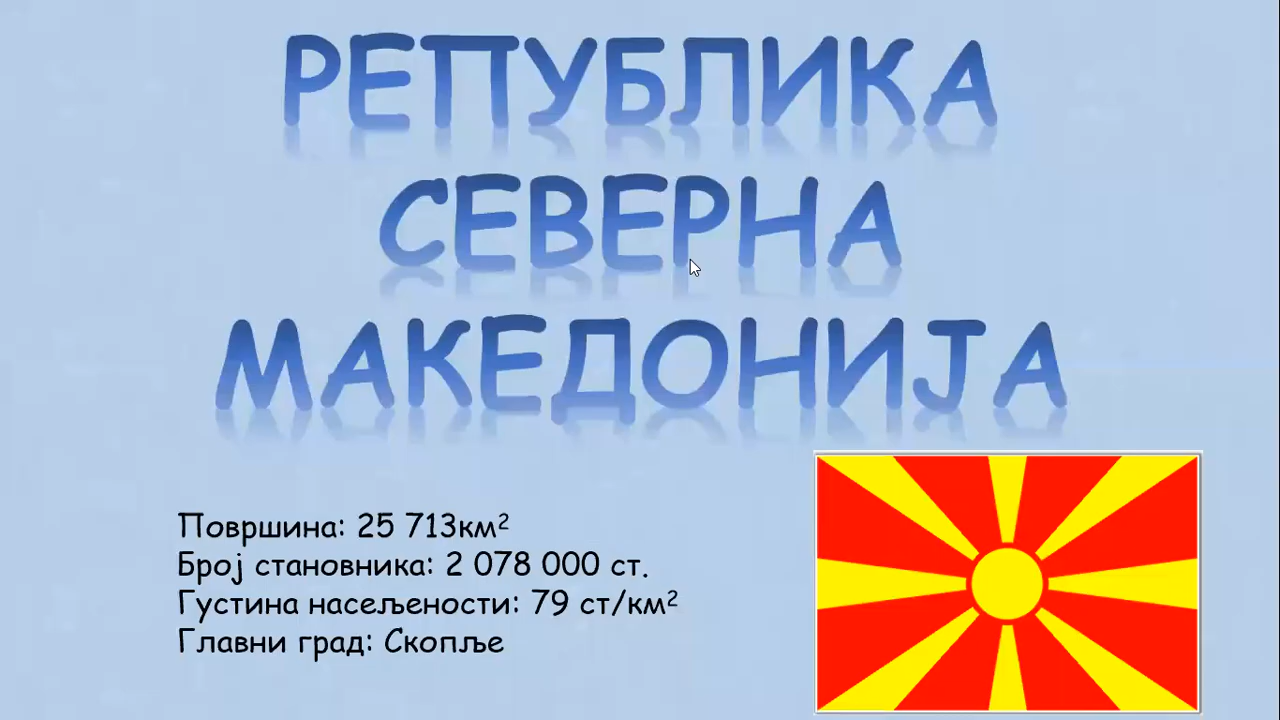 РЕПУБЛИКА
СЕВЕРНА
МАКЕДОНИЈА
Површина: 25 713км²
Број становника: 2 078 000 ст.
Густина насељености: 79 ст/км²
Главни град: Скопље